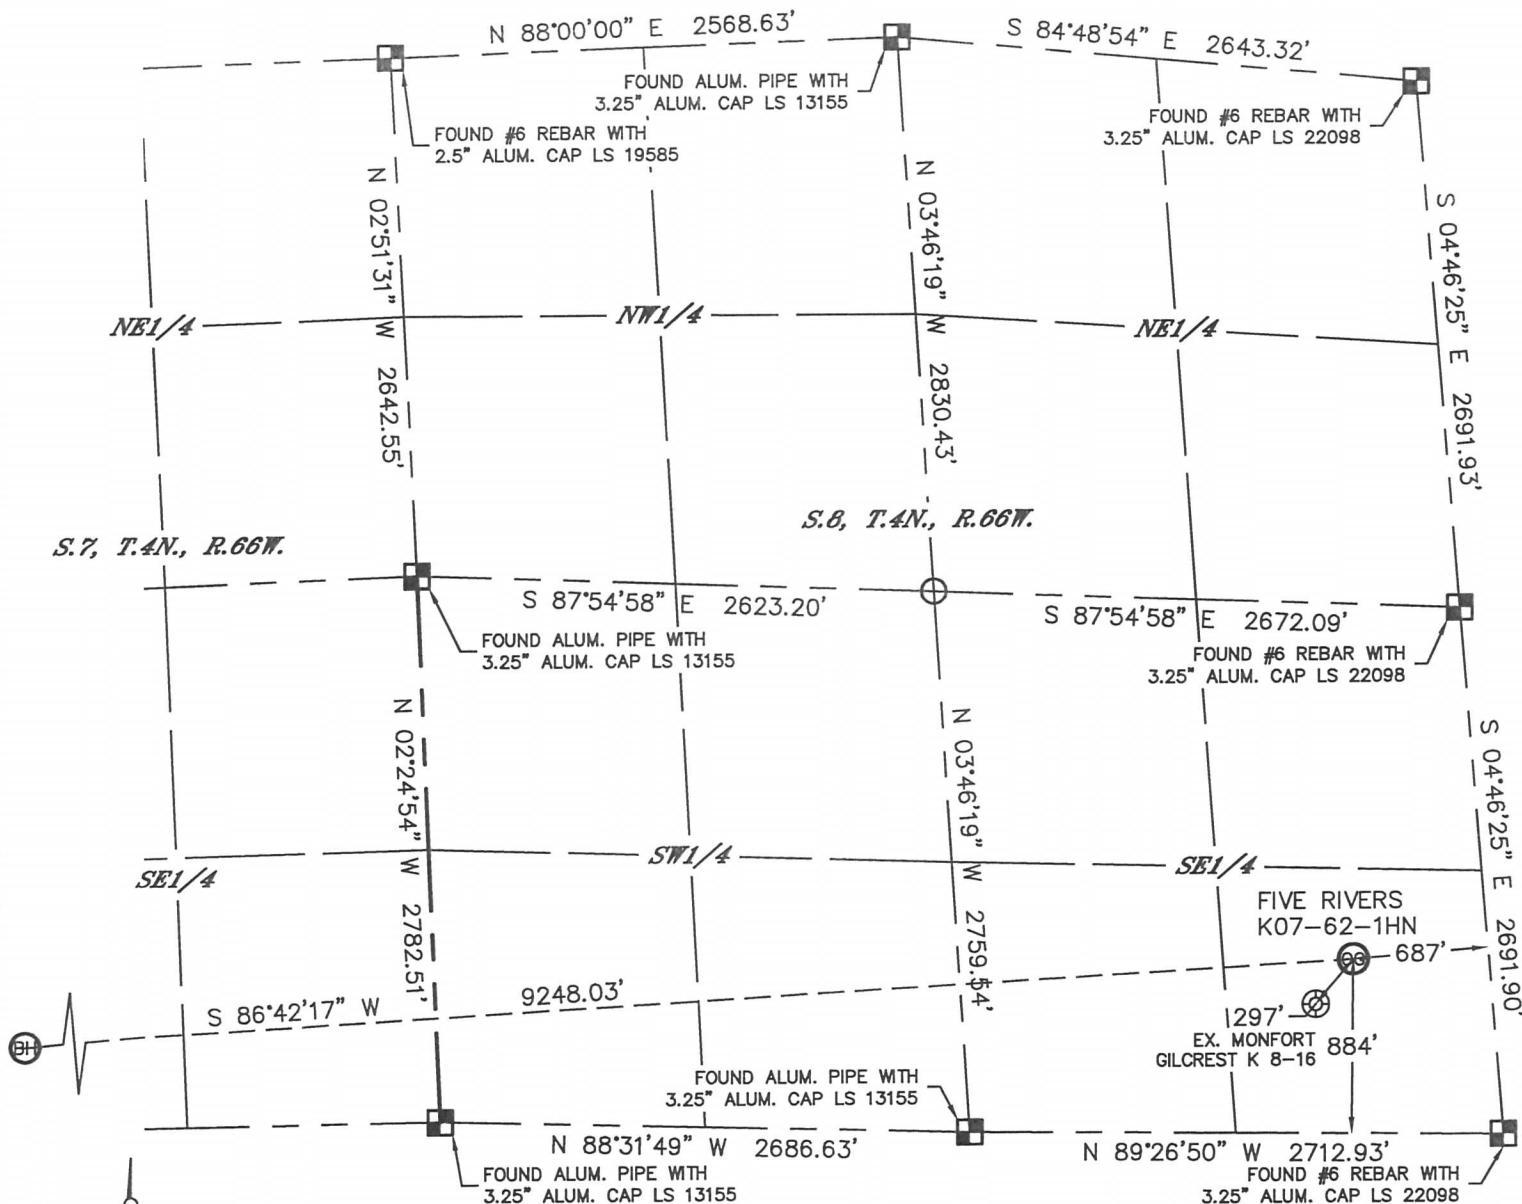 N 88°00'00" E 2568.63'
S 84°48'54" E 2643.32'
FOUND ALUM. PIPE WITH
3.25" ALUM. CAP LS 13155
FOUND #6 REBAR WITH
3.25" ALUM. CAP LS 22098
FOUND #6 REBAR WITH
2.5" ALUM. CAP LS 19585
N 02°51'31" W 2642.55'
N 03°46'19" W 2830.43'
S 04°46'25" E 2691.93'
NE1/4
NW1/4
NE1/4
S.7, T.4N., R.66W.
S.8, T.4N., R.66W.
S 87°54'58" E 2623.20'
S 87°54'58" E 2672.09'
FOUND ALUM. PIPE WITH
3.25" ALUM. CAP LS 13155
FOUND #6 REBAR WITH
3.25" ALUM. CAP LS 22098
N 02°24'54" W 2782.51'
N 03°46'19" W 2759.54'
S 04°46'25" E 2691.90'
SE1/4
SW1/4
SE1/4
FIVE RIVERS
K07-62-1HN
OG
687'
S 86°42'17" W 9248.03'
BH
297'
EX. MONFORT
GILCREST K 8-16
884'
FOUND ALUM. PIPE WITH
3.25" ALUM. CAP LS 13155
N 88°31'49" W 2686.63'
N 89°26'50" W 2712.93'
FOUND ALUM. PIPE WITH
3.25" ALUM. CAP LS 13155
FOUND #6 REBAR WITH
3.25" ALUM. CAP LS 22098